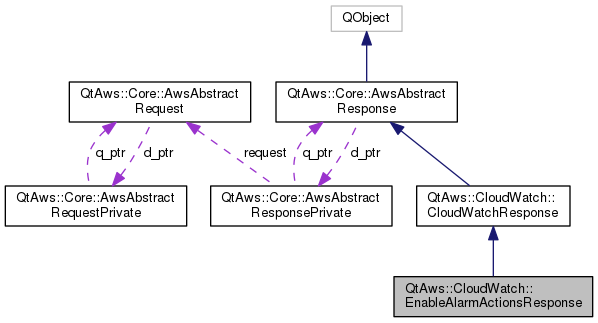 QObject
QtAws::Core::AwsAbstract
Request
QtAws::Core::AwsAbstract
Response
q_ptr
d_ptr
request
q_ptr
d_ptr
QtAws::Core::AwsAbstract
RequestPrivate
QtAws::Core::AwsAbstract
ResponsePrivate
QtAws::CloudWatch::
CloudWatchResponse
QtAws::CloudWatch::
EnableAlarmActionsResponse